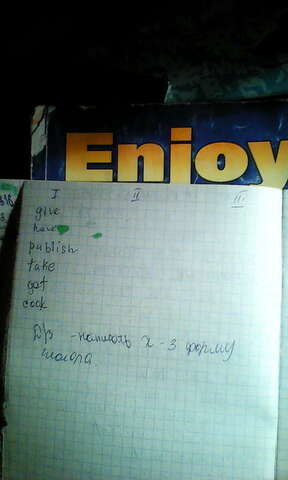 Enjoy
I II III
give
have
publish
take
get
cook
Д/з - написать 2 - 3 форму
глагола.